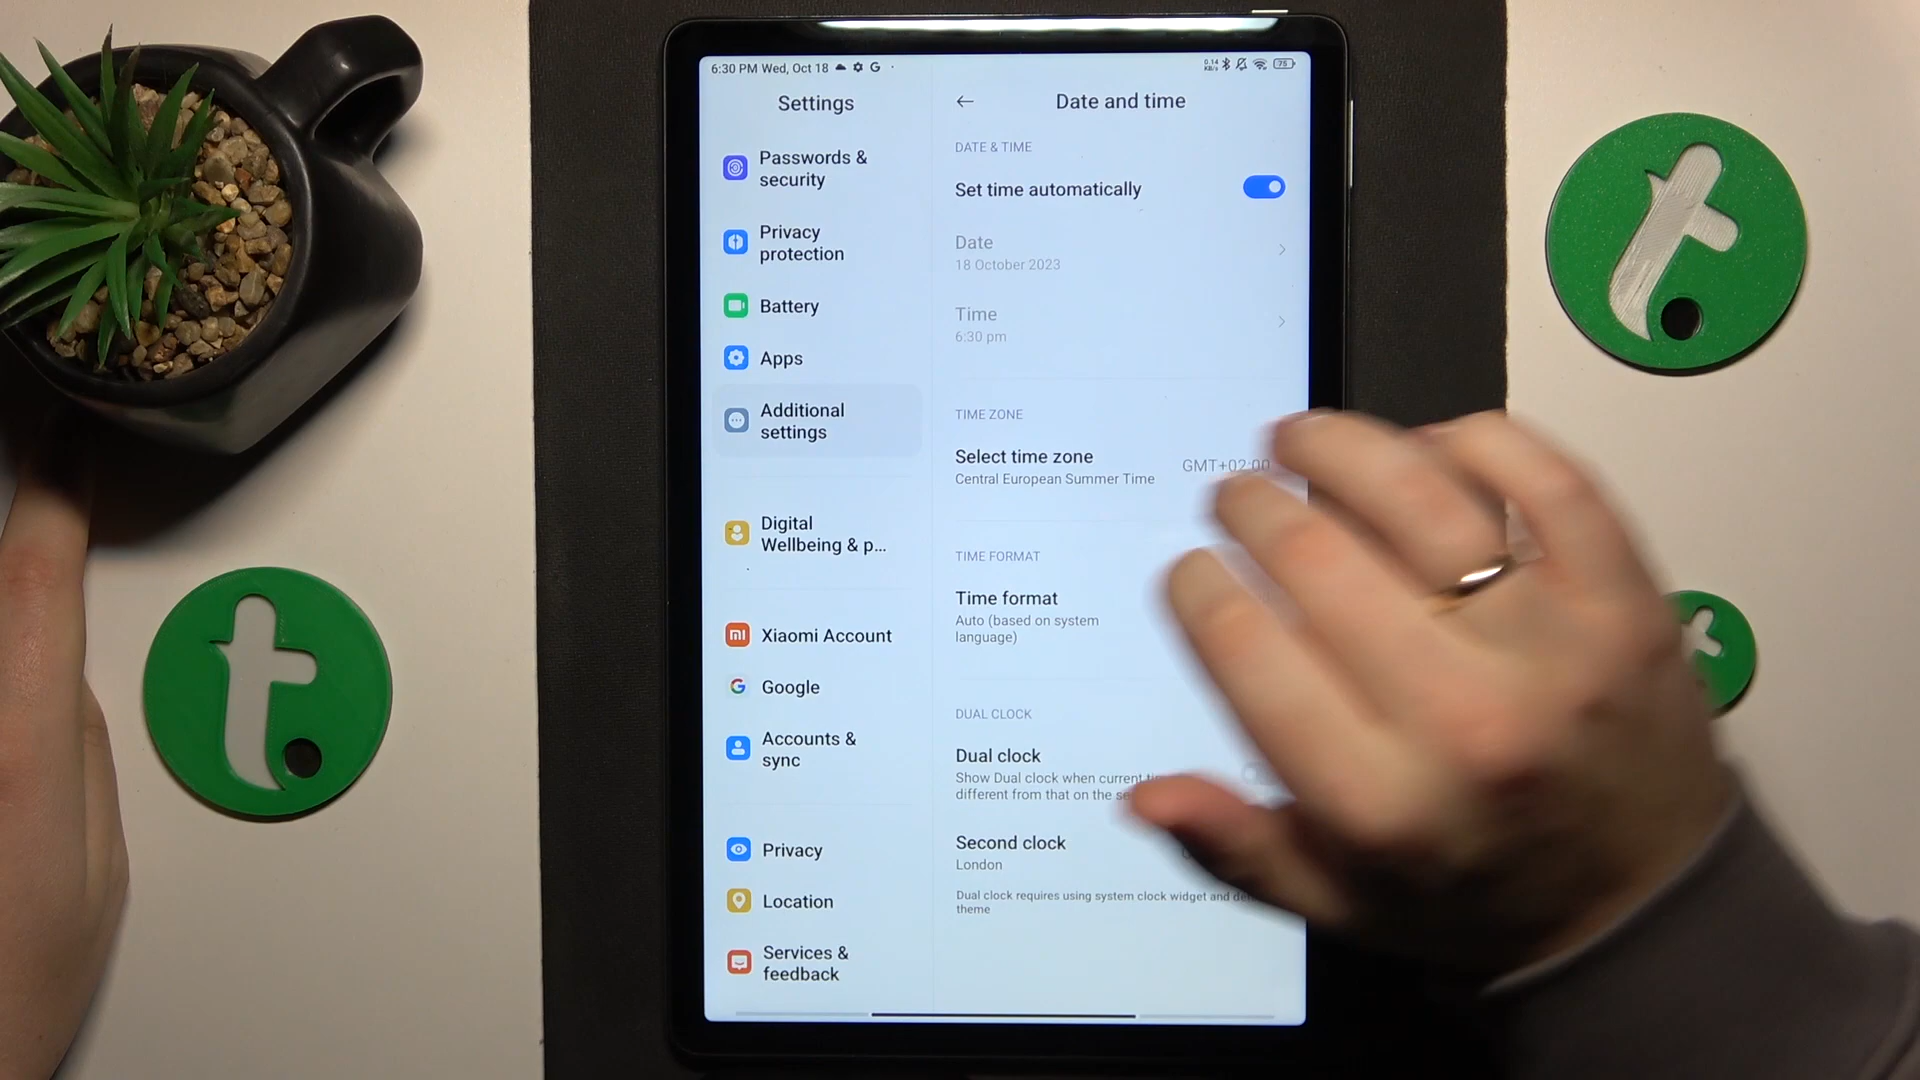 6:30 PM Wed, Oct 18
0.14
KB/s
75
Settings
Passwords &
security
Privacy
protection
Battery
Apps
Additional
settings
Digital
Wellbeing & p...
Xiaomi Account
Google
Accounts &
sync
Privacy
Location
Services &
feedback
Date and time
DATE & TIME
Set time automatically
Date
18 October 2023
Time
6:30 pm
TIME ZONE
Select time zone
Central European Summer Time
GMT+02:00
TIME FORMAT
Time format
Auto (based on system
language)
DUAL CLOCK
Dual clock
Show Dual clock when current
different from that on the
Second clock
London
Dual clock requires using system clock widget and
theme